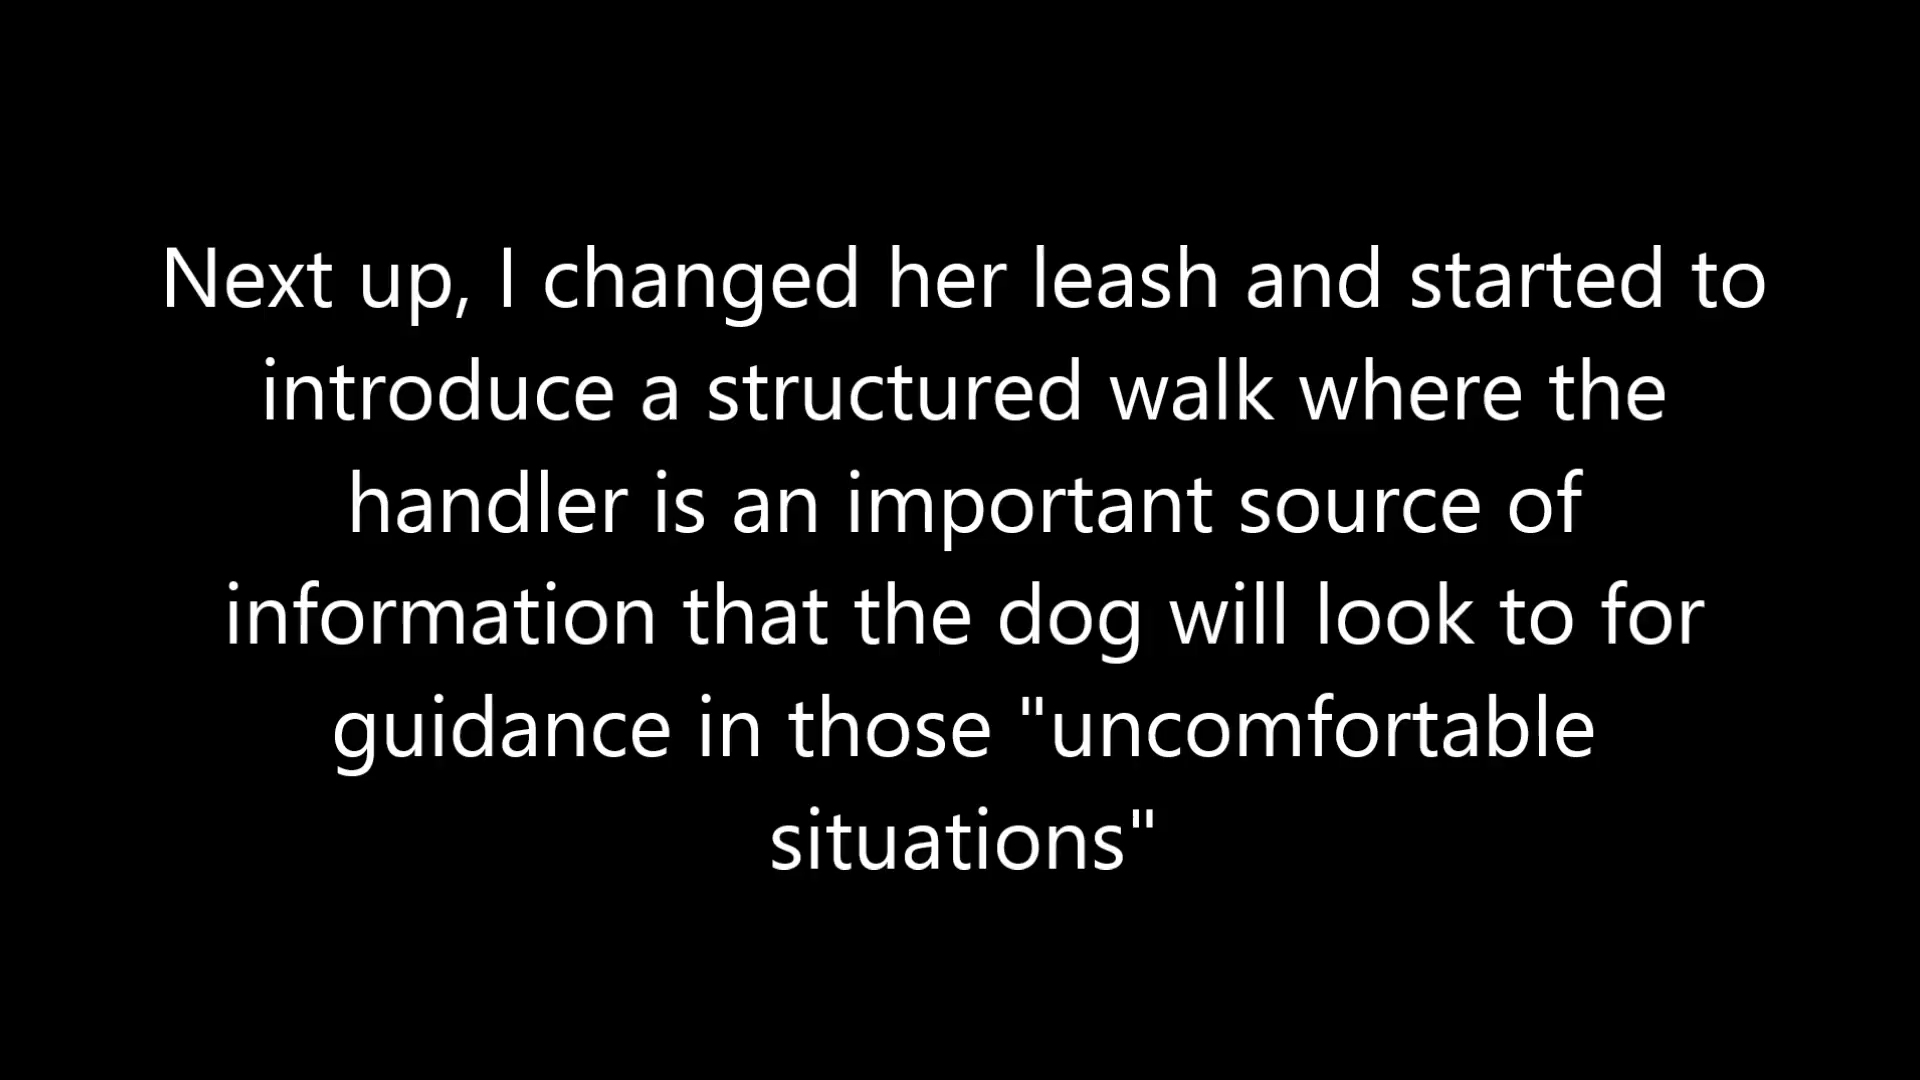 Next up, I changed her leash and started to
introduce a structured walk where the
handler is an important source of
information that the dog will look to for
guidance in those "uncomfortable
situations"